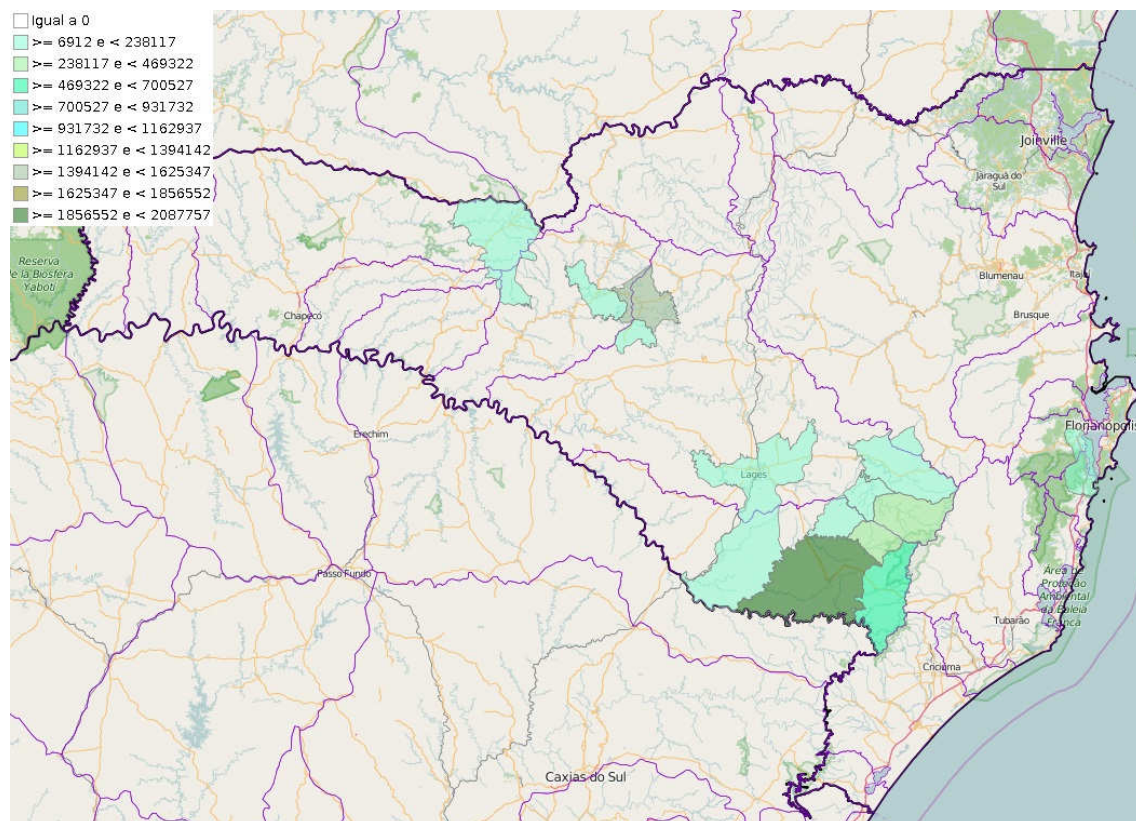 Igual a 0
>= 6912 e < 238117
>= 238117 e < 469322
>= 469322 e < 700527
>= 700527 e < 931732
>= 931732 e < 1162937
>= 1162937 e < 1394142
>= 1394142 e < 1625347
>= 1625347 e < 1856552
>= 1856552 e < 2087757
Joinville
Jaraguá do
Sul
Reserva
de la Biosfera
Yabotí
Blumenau
Itaj
Chapecó
Brusque
Florianópolis
Erechim
Lages
Passo Fundo
Área de
Proteção
Ambiental
da Baleia
Franca
Tubarão
Criciúma
Caxias do Sul